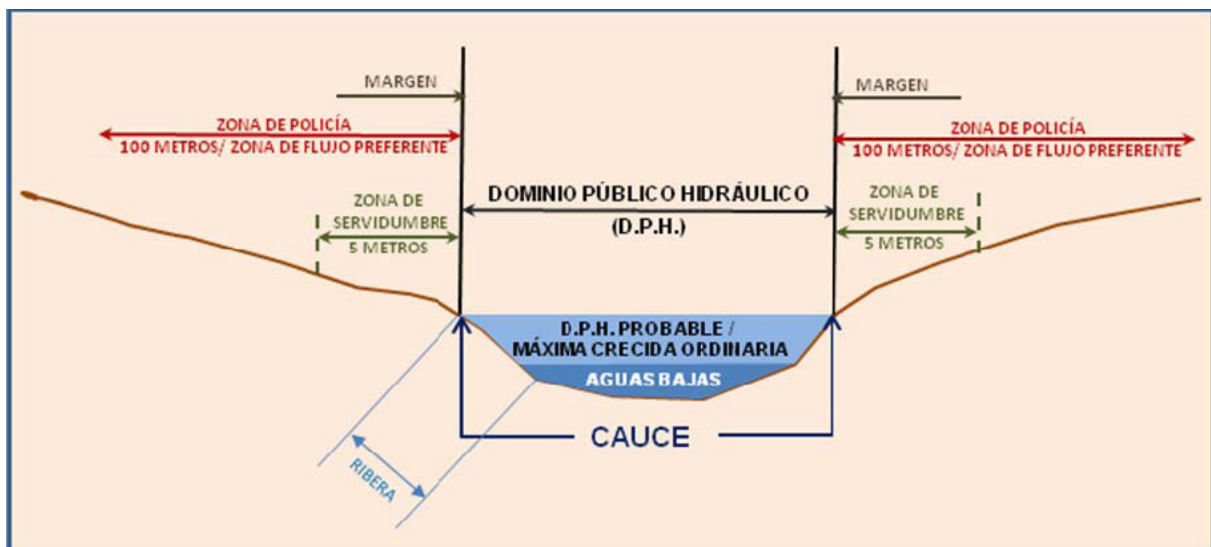 MARGEN
ZONA DE POLICÍA
100 METROS/ ZONA DE FLUJO PREFERENTE
ZONA DE
SERVIDUMBRE
5 METROS
DOMINIO PÚBLICO HIDRÁULICO
(D.P.H.)
MARGEN
ZONA DE POLICÍA
100 METROS/ ZONA DE FLUJO PREFERENTE
ZONA DE
SERVIDUMBRE
5 METROS
D.P.H. PROBABLE /
MÁXIMA CRECIDA ORDINARIA
AGUAS BAJAS
CAUCE
RIBERA